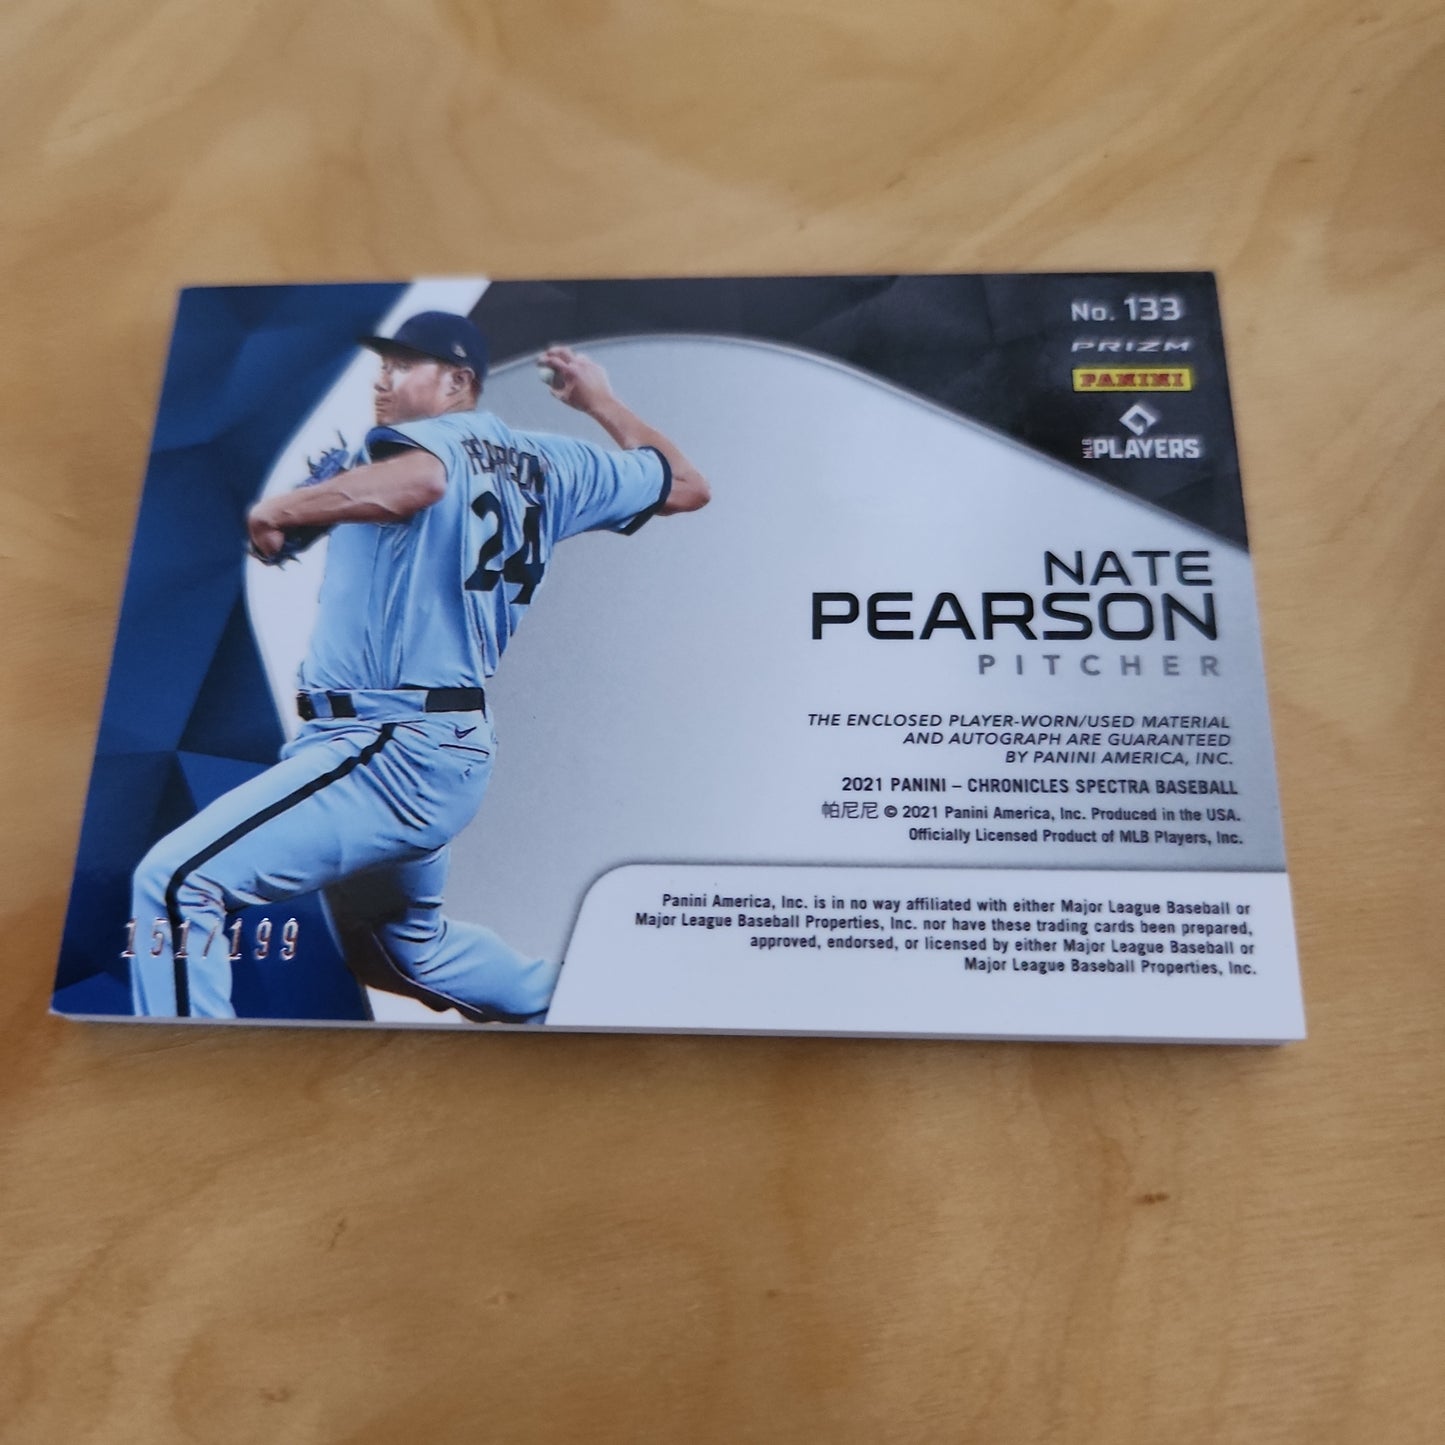 No. 133
PRIZM
PANINI
MLB PLAYERS
PEARSON
24
NATE
PEARSON
PITCHER
THE ENCLOSED PLAYER-WORN/USED MATERIAL
AND AUTOGRAPH ARE GUARANTEED
BY PANINI AMERICA, INC.
2021 PANINI – CHRONICLES SPECTRA BASEBALL
帕尼尼 © 2021 Panini America, Inc. Produced in the USA.
Officially Licensed Product of MLB Players, Inc.
Panini America, Inc. is in no way affiliated with either Major League Baseball or
Major League Baseball Properties, Inc. nor have these trading cards been prepared,
approved, endorsed, or licensed by either Major League Baseball or
Major League Baseball Properties, Inc.
151/199